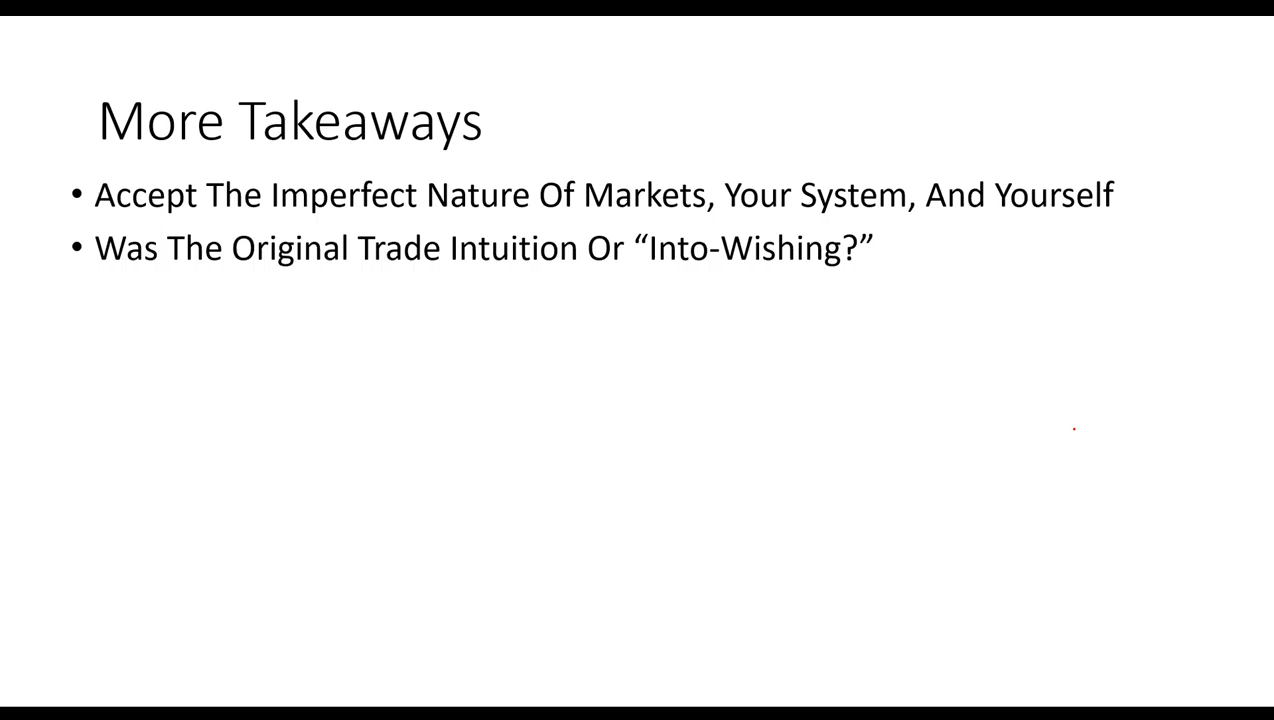 More Takeaways
• Accept The Imperfect Nature Of Markets, Your System, And Yourself
• Was The Original Trade Intuition Or “Into-Wishing?”